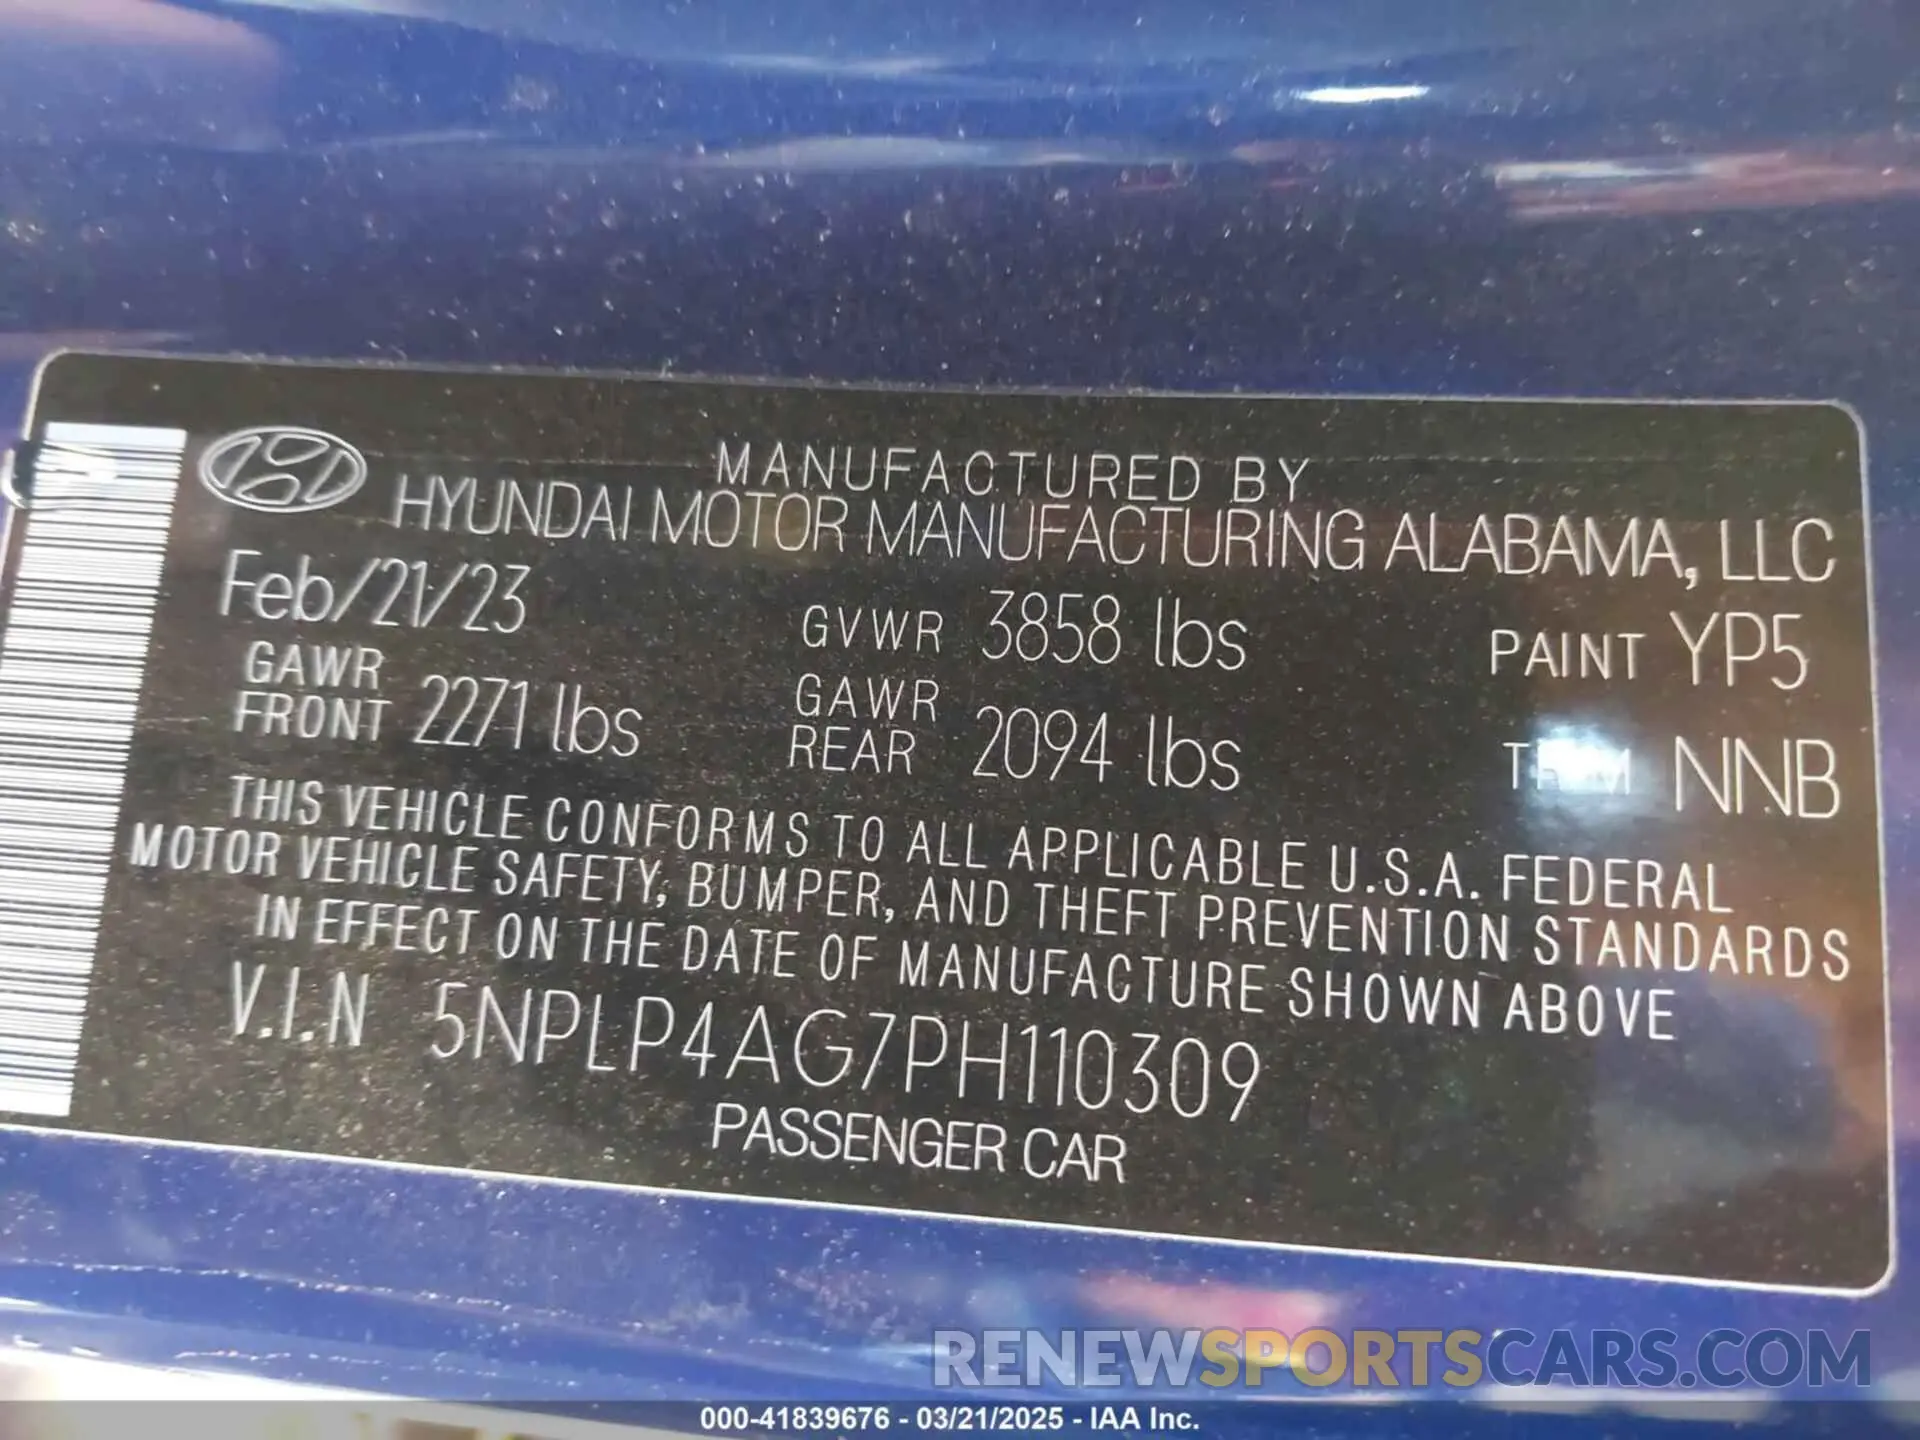 MANUFACTURED BY
HYUNDAI MOTOR MANUFACTURING ALABAMA, LLC
Feb/21/23 GVWR 3858 lbs PAINT YP5
GAWR FRONT 2271 lbs GAWR REAR 2094 lbs TRIM NNB
THIS VEHICLE CONFORMS TO ALL APPLICABLE U.S.A. FEDERAL
MOTOR VEHICLE SAFETY, BUMPER, AND THEFT PREVENTION STANDARDS
IN EFFECT ON THE DATE OF MANUFACTURE SHOWN ABOVE
V.I.N 5NPLP4AG7PH110309
PASSENGER CAR
RENEWSPORTSCARS.COM
000-41839676 - 03/21/2025 - IAA Inc.